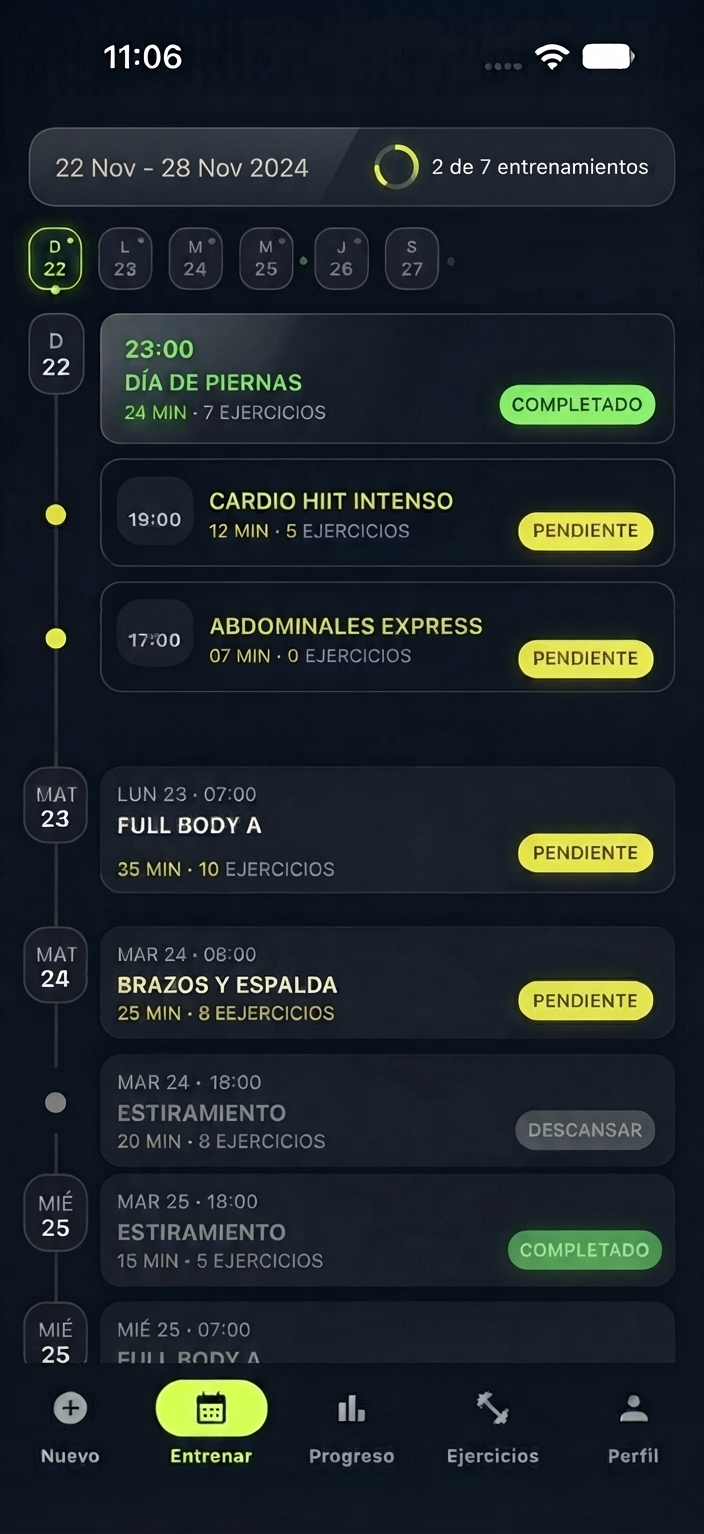 11:06
22 Nov - 28 Nov 2024
2 de 7 entrenamientos
D
22
L
23
M
24
M
25
J
26
S
27
D
22
23:00
DÍA DE PIERNAS
24 MIN · 7 EJERCICIOS
COMPLETADO
19:00
CARDIO HIIT INTENSO
12 MIN · 5 EJERCICIOS
PENDIENTE
17:00
ABDOMINALES EXPRESS
07 MIN · 0 EJERCICIOS
PENDIENTE
MAT
23
LUN 23 · 07:00
FULL BODY A
35 MIN · 10 EJERCICIOS
PENDIENTE
MAT
24
MAR 24 · 08:00
BRAZOS Y ESPALDA
25 MIN · 8 EEJERCICIOS
PENDIENTE
MAR 24 · 18:00
ESTIRAMIENTO
20 MIN · 8 EJERCICIOS
DESCANSAR
MIÉ
25
MAR 25 · 18:00
ESTIRAMIENTO
15 MIN · 5 EJERCICIOS
COMPLETADO
MIÉ
25
MIÉ 25 · 07:00
FULL BODY A
Nuevo
Entrenar
Progreso
Ejercicios
Perfil